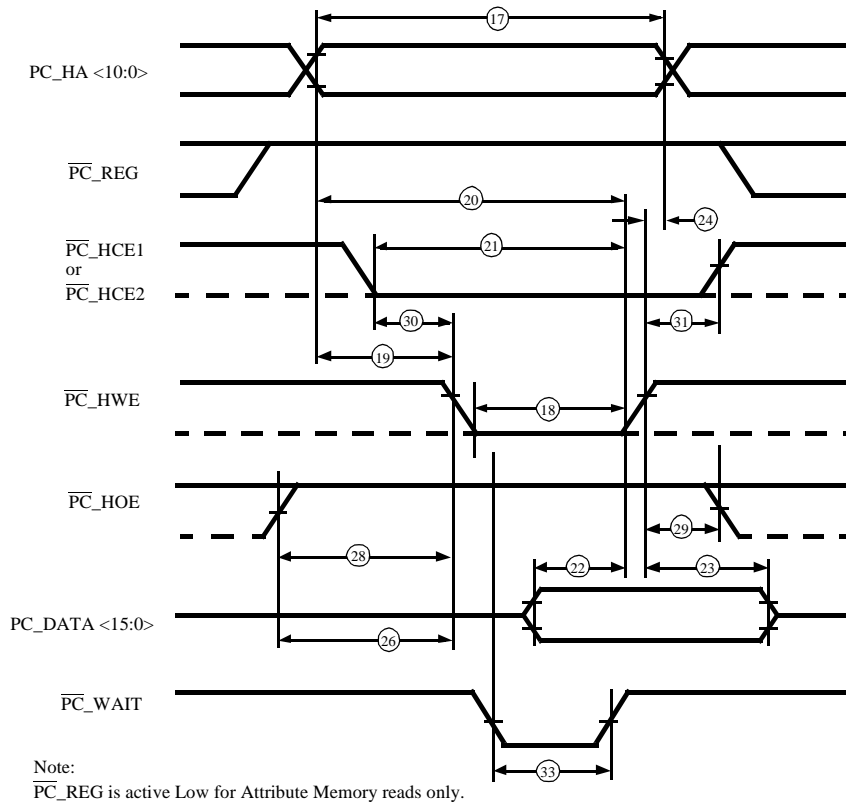 17
PC_HA <10:0>
PC_REG
20
24
PC_HCE1
or
PC_HCE2
21
30
31
19
PC_HWE
18
PC_HOE
29
28
22
23
PC_DATA <15:0>
26
PC_WAIT
33
Note:
PC_REG is active Low for Attribute Memory reads only.